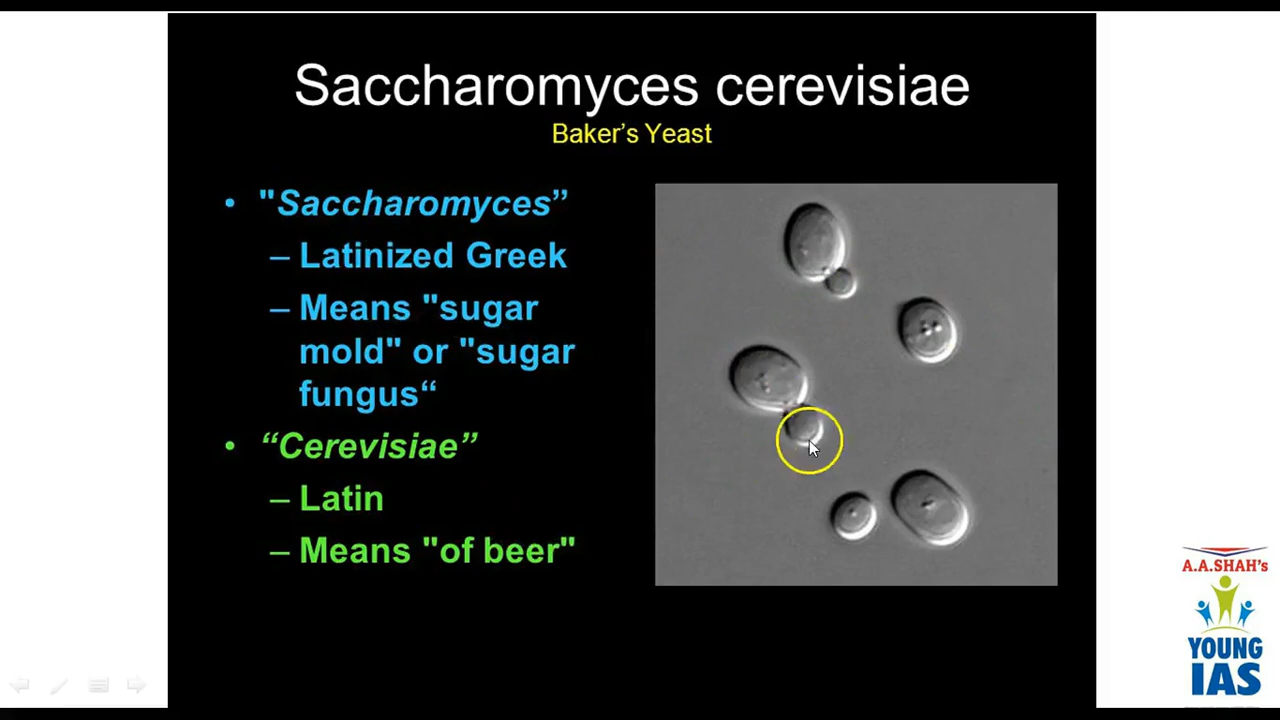 Saccharomyces cerevisiae
Baker’s Yeast
• "Saccharomyces”
– Latinized Greek
– Means "sugar
mold" or "sugar
fungus“
• “Cerevisiae”
– Latin
– Means "of beer"
A.A.SHAH's
YOUNG
IAS